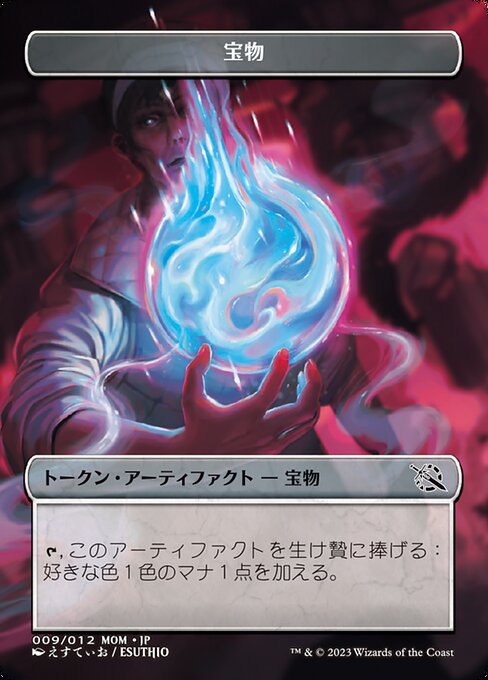 宝物
トークン・アーティファクト — 宝物
,このアーティファクトを生け贄に捧げる：
好きな色１色のマナ１点を加える。
009/012 MOM • JP
えすてぃお/ESUTHIO
™ & © 2023 Wizards of the Coast